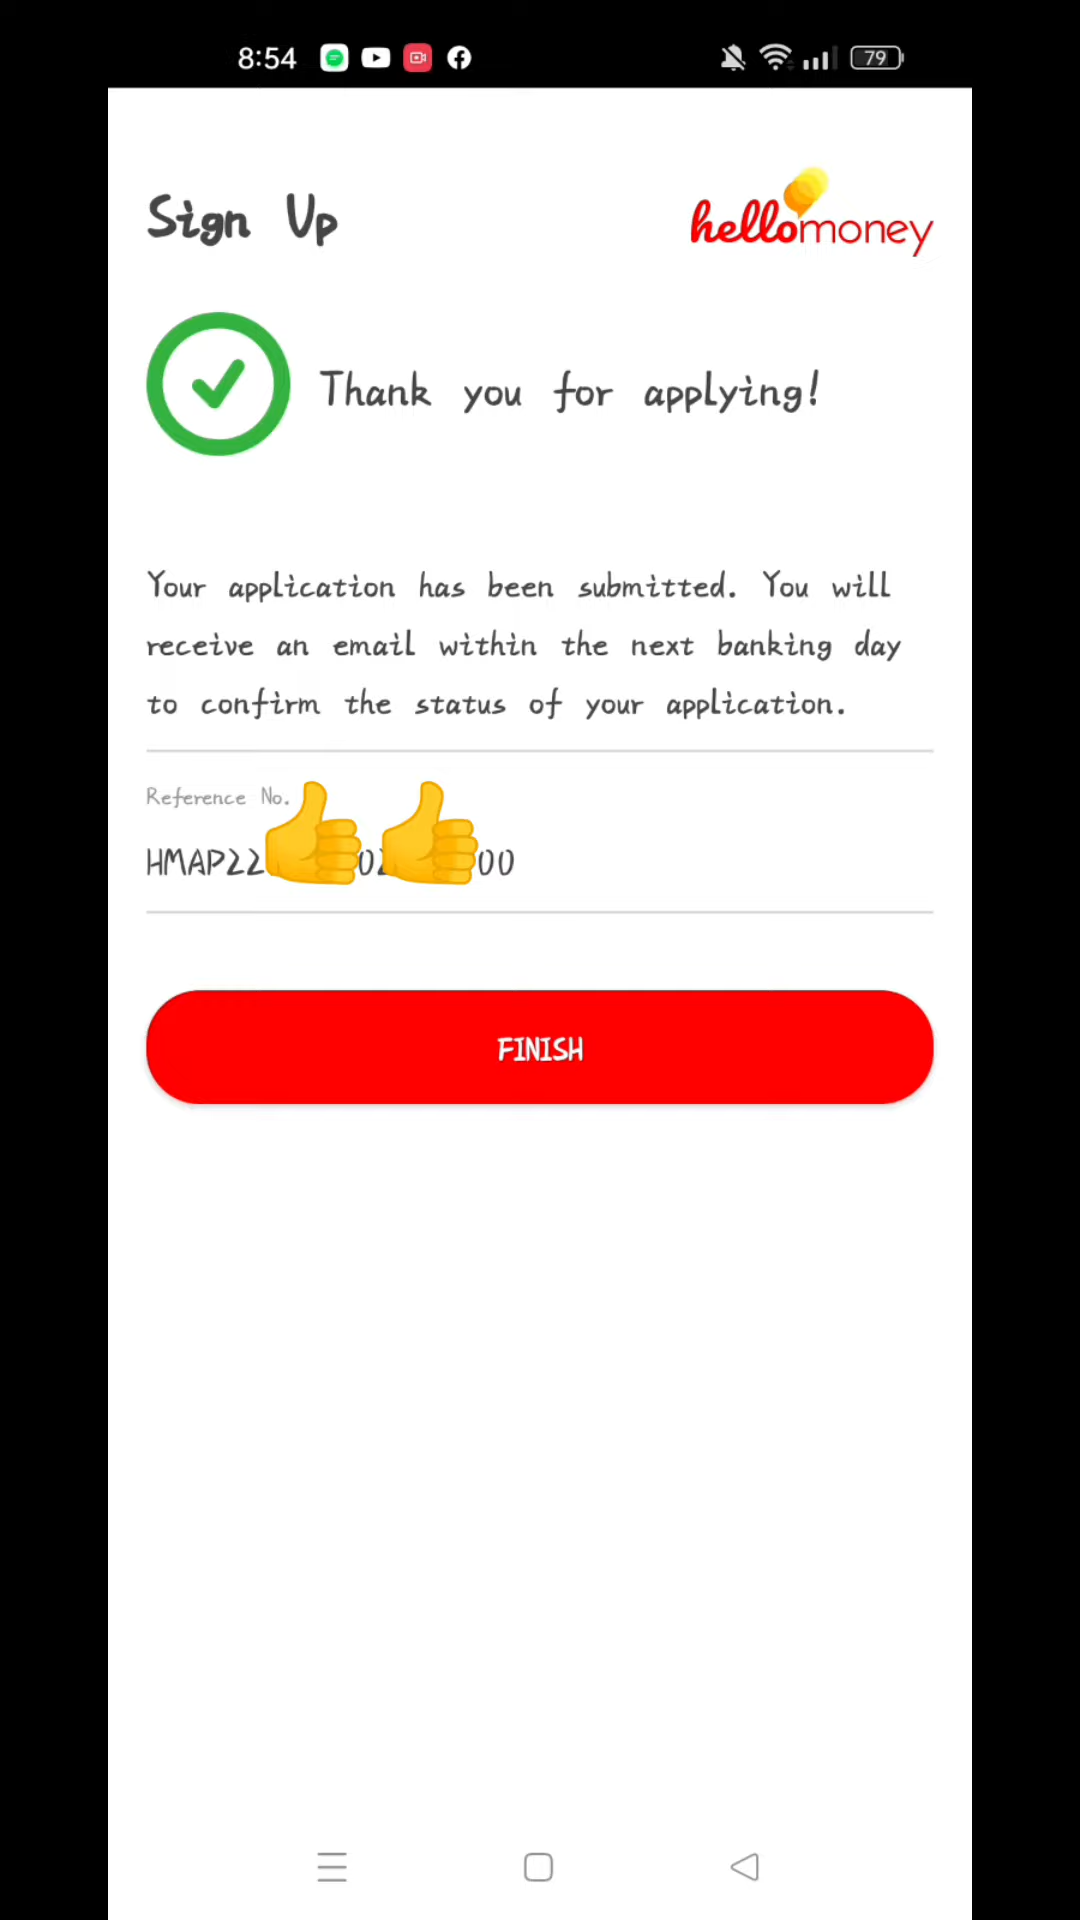 8:54
79
Sign Up
hellomoney
Thank you for applying!
Your application has been submitted. You will
receive an email within the next banking day
to confirm the status of your application.
Reference No.
HMAP22 02 00
FINISH